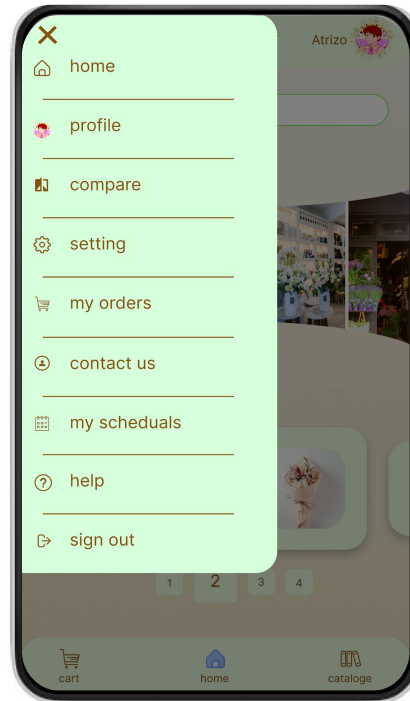 Atrizo
home
profile
compare
setting
my orders
contact us
my scheduals
help
sign out
1 2 3 4
cart home cataloge